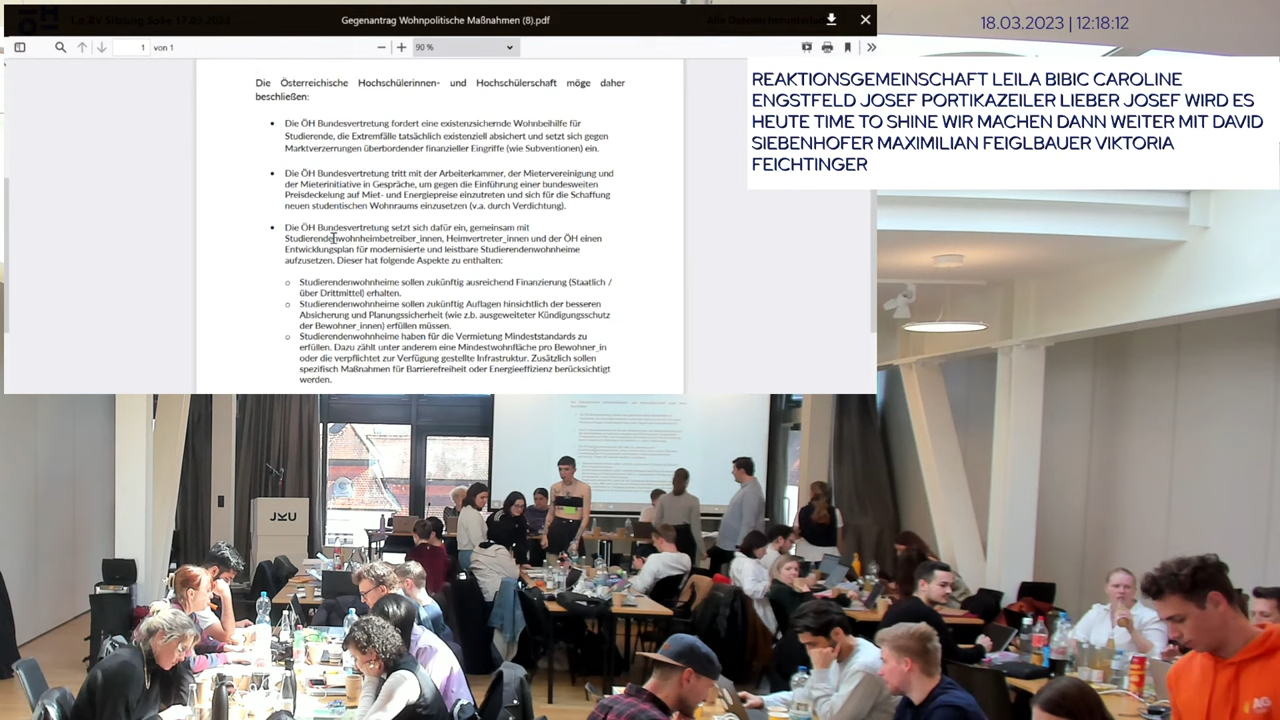 1.o BV Sitzung SoSe 17.03.2023
Gegenantrag Wohnpolitische Maßnahmen (8).pdf
18.03.2023 | 12:18:12
1 von 1
90 %
REAKTIONSGEMEINSCHAFT LEILA BIBIC CAROLINE
ENGSTFELD JOSEF PORTIKAZEILER LIEBER JOSEF WIRD ES
HEUTE TIME TO SHINE WIR MACHEN DANN WEITER MIT DAVID
SIEBENHOFER MAXIMILIAN FEIGLBAUER VIKTORIA
FEICHTINGER
Die Österreichische Hochschülerinnen- und Hochschülerschaft möge daher
beschließen:
• Die ÖH Bundesvertretung fordert eine existenzsichernde Wohnbeihilfe für
Studierende, die Extremfälle tatsächlich existenziell absichert und setzt sich gegen
Marktverzerrungen überbordender finanzieller Eingriffe (wie Subventionen) ein.
• Die ÖH Bundesvertretung tritt mit der Arbeiterkammer, der Mietervereinigung und
der Mieterinitiative in Gespräche, um gegen die Einführung einer bundesweiten
Preisdeckelung auf Miet- und Energiepreise einzutreten und sich für die Schaffung
neuen studentischen Wohnraums einzusetzen (v.a. durch Verdichtung).
• Die ÖH Bundesvertretung setzt sich dafür ein, gemeinsam mit
Studierendenwohnheimbetreiber_innen, Heimvertreter_innen und der ÖH einen
Entwicklungsplan für modernisierte und leistbare Studierendenwohnheime
aufzusetzen. Dieser hat folgende Aspekte zu enthalten:
o Studierendenwohnheime sollen zukünftig ausreichend Finanzierung (Staatlich /
über Drittmittel) erhalten.
o Studierendenwohnheime sollen zukünftig Auflagen hinsichtlich der besseren
Absicherung und Planungssicherheit (wie z.b. ausgeweiteter Kündigungsschutz
der Bewohner_innen) erfüllen müssen.
o Studierendenwohnheime haben für die Vermietung Mindeststandards zu
erfüllen. Dazu zählt unter anderem eine Mindestwohnfläche pro Bewohner_in
oder die verpflichtet zur Verfügung gestellte Infrastruktur. Zusätzlich sollen
spezifisch Maßnahmen für Barrierefreiheit oder Energieeffizienz berücksichtigt
werden.
JKU